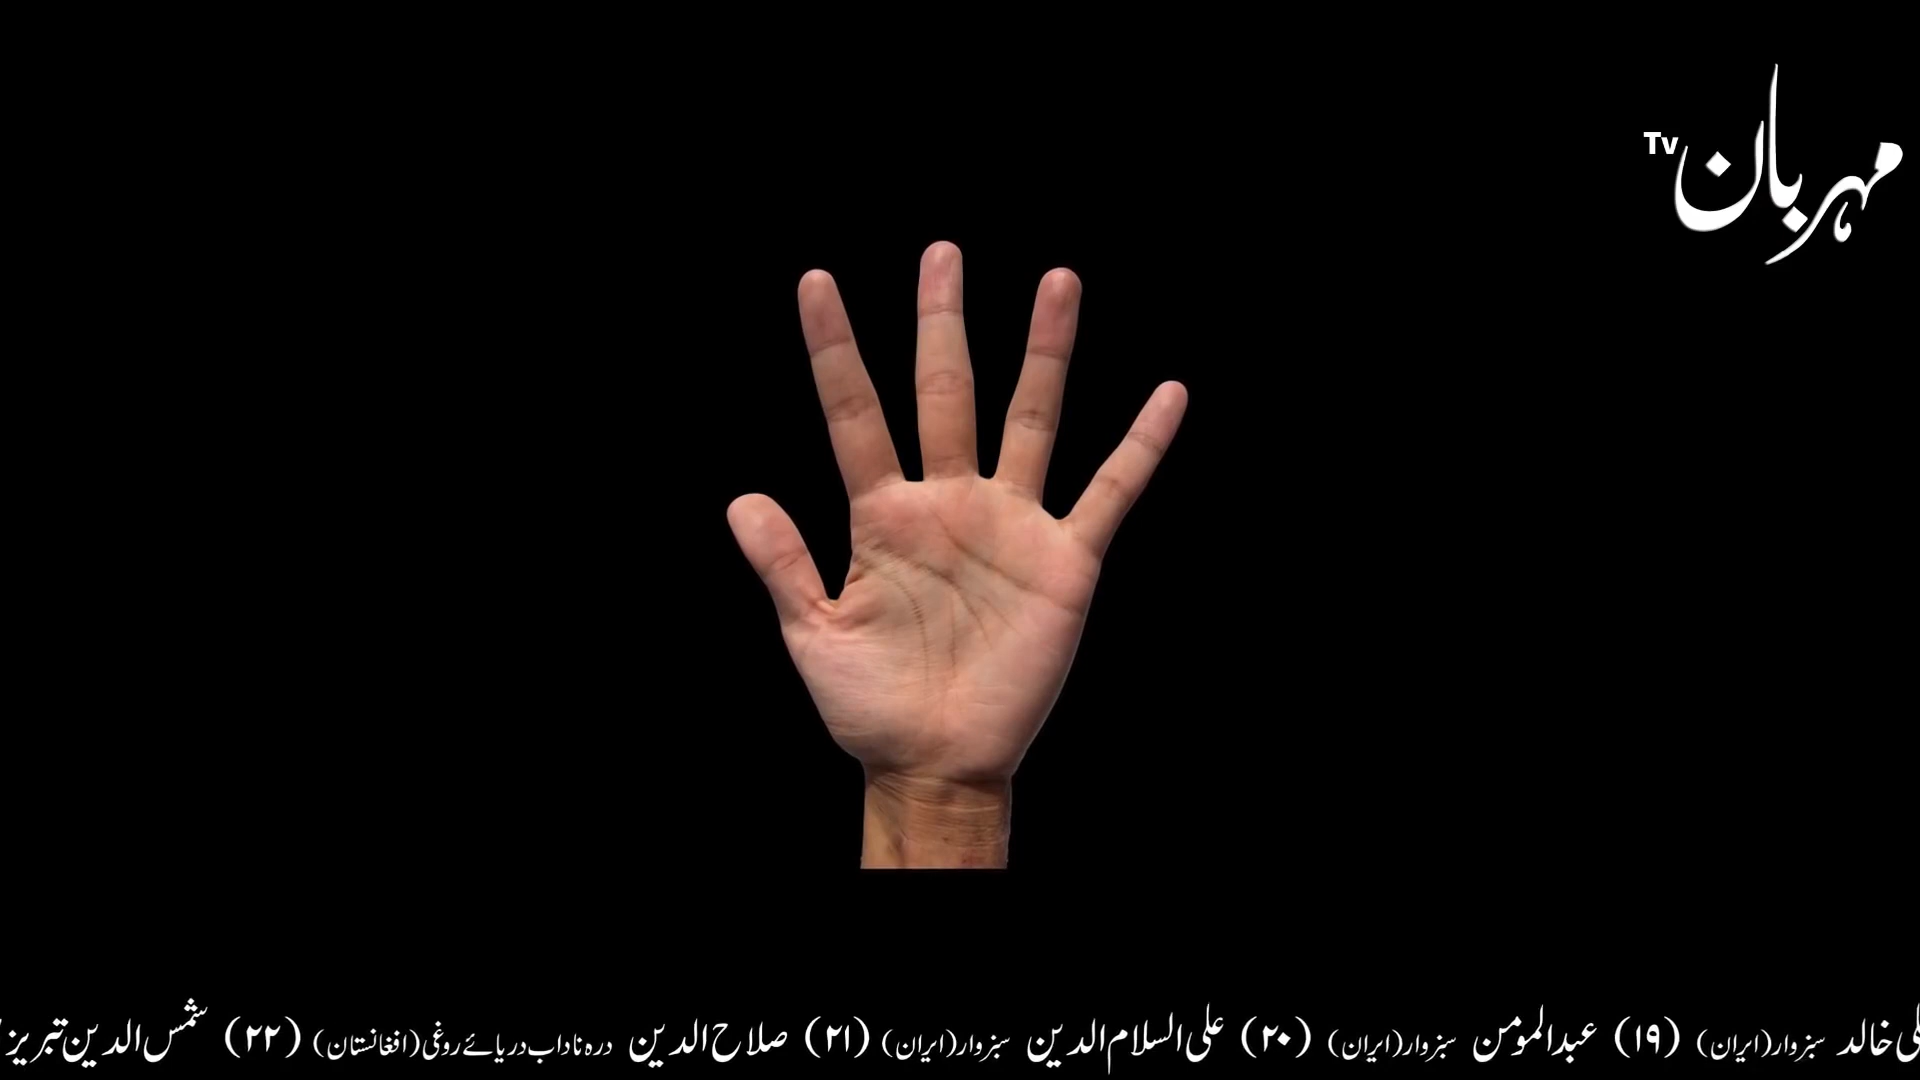 مہربان
Tv
خالد سبزوار(ایران) (۱۹) عبدالمومن سبزوار(ایران) (۲۰) علی السلام الدین سبزوار(ایران) (۲۱) صلاح الدین درہ ناداب دریائے روغی(افغانستان) (۲۲) شمس الدین تبریز